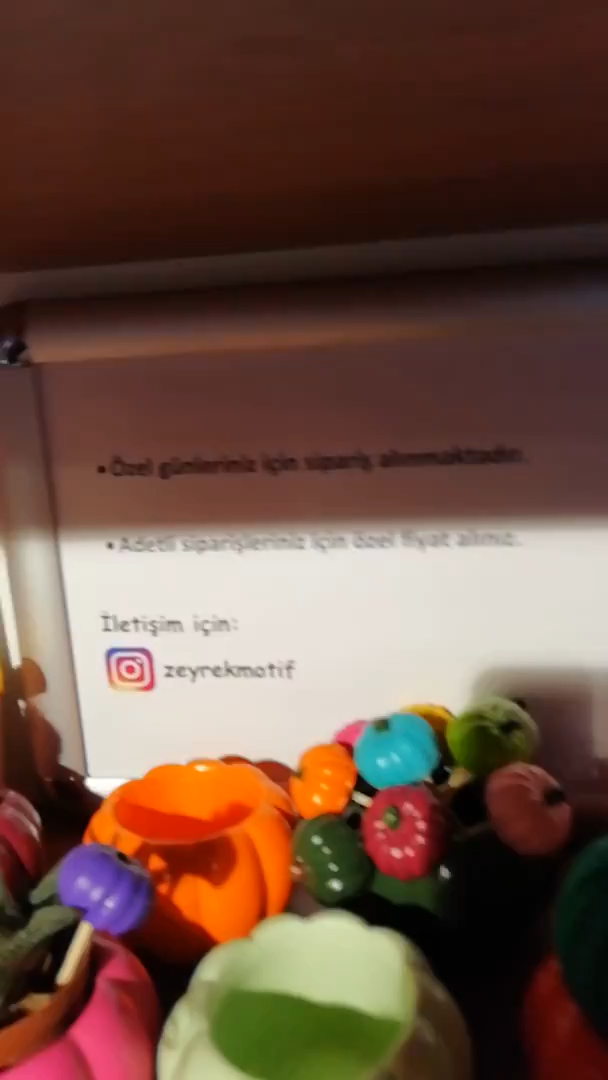 • Özel günleriniz için sipariş alınmaktadır.
• Adetli siparişleriniz için özel fiyat alınız.
İletişim için:
zeyrekmotif